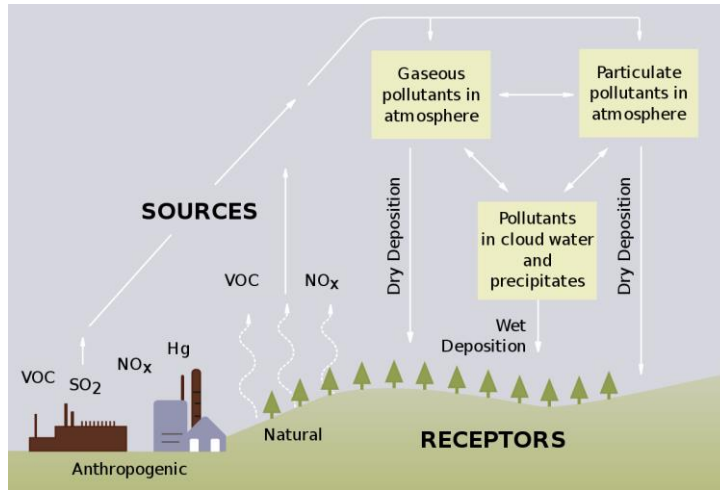 Gaseous
pollutants in
atmosphere
Particulate
pollutants in
atmosphere
SOURCES
Dry Deposition
Pollutants
in cloud water
and
precipitates
Dry Deposition
VOC
NOx
Wet
Deposition
VOC
SO2
NOx
Hg
Natural
RECEPTORS
Anthropogenic